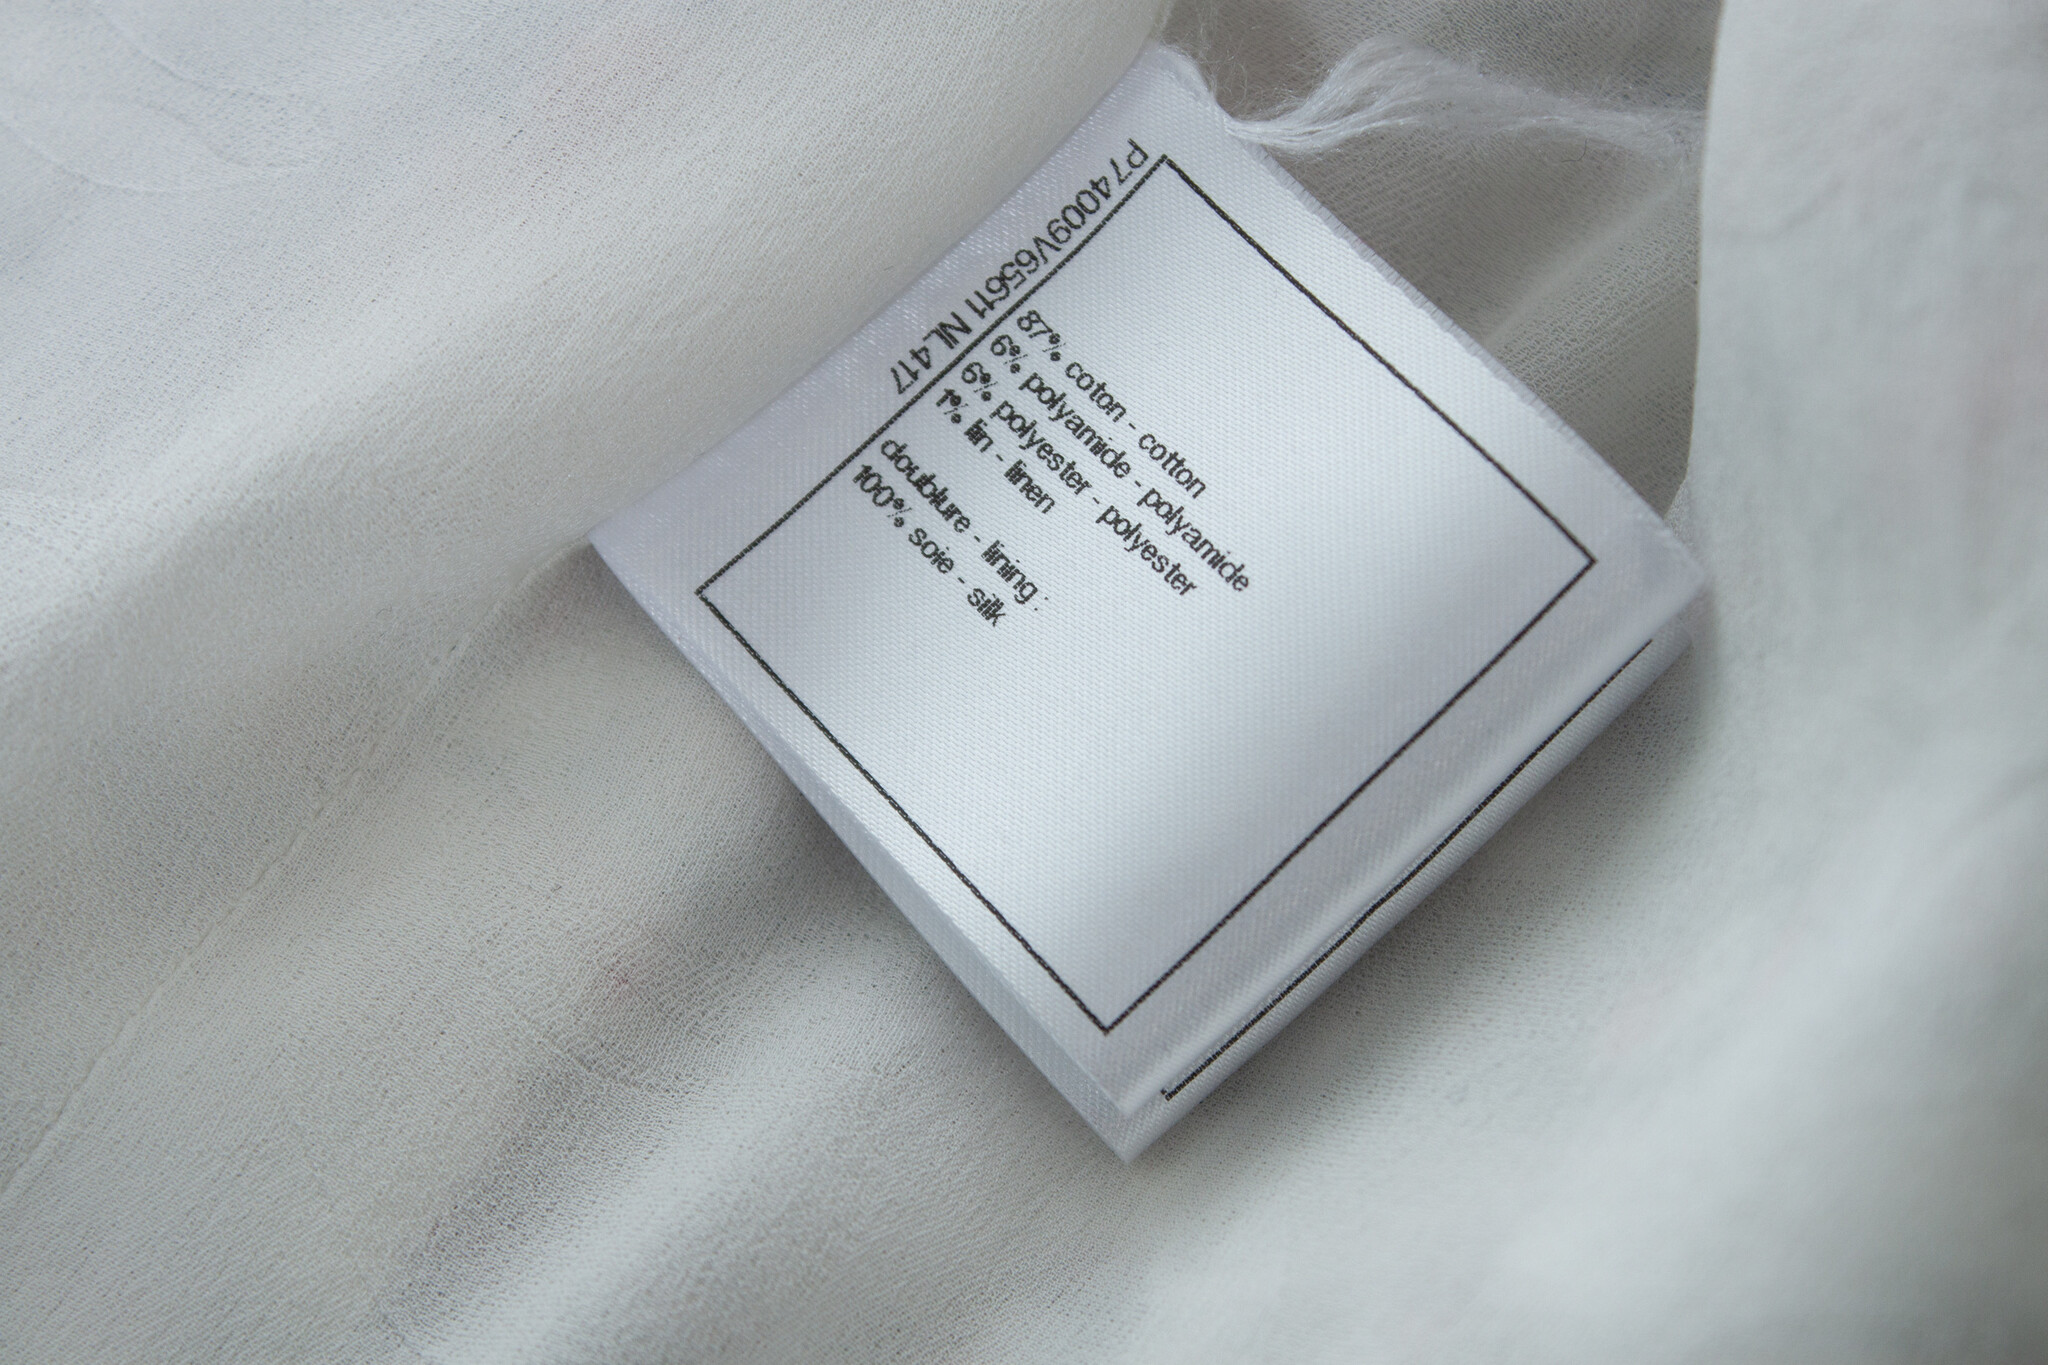 P74009V65611 NL417
87% coton - cotton
6% polyamide - polyamide
6% polyester - polyester
1% lin - linen
doublure - lining :
100% soie - silk